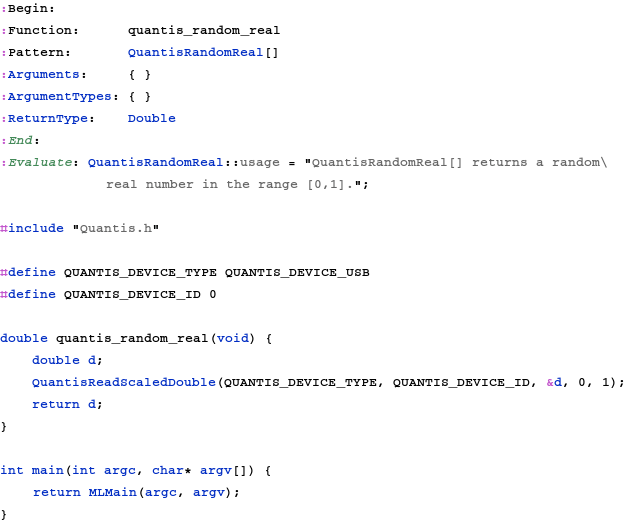 :Begin:
:Function:      quantis_random_real
:Pattern:       QuantisRandomReal[]
:Arguments:     { }
:ArgumentTypes: { }
:ReturnType:    Double
:End:
:Evaluate: QuantisRandomReal::usage = "QuantisRandomReal[] returns a random\
             real number in the range [0,1].";

#include "Quantis.h"

#define QUANTIS_DEVICE_TYPE QUANTIS_DEVICE_USB
#define QUANTIS_DEVICE_ID 0

double quantis_random_real(void) {
    double d;
    QuantisReadScaledDouble(QUANTIS_DEVICE_TYPE, QUANTIS_DEVICE_ID, &d, 0, 1);
    return d;
}

int main(int argc, char* argv[]) {
    return MLMain(argc, argv);
}